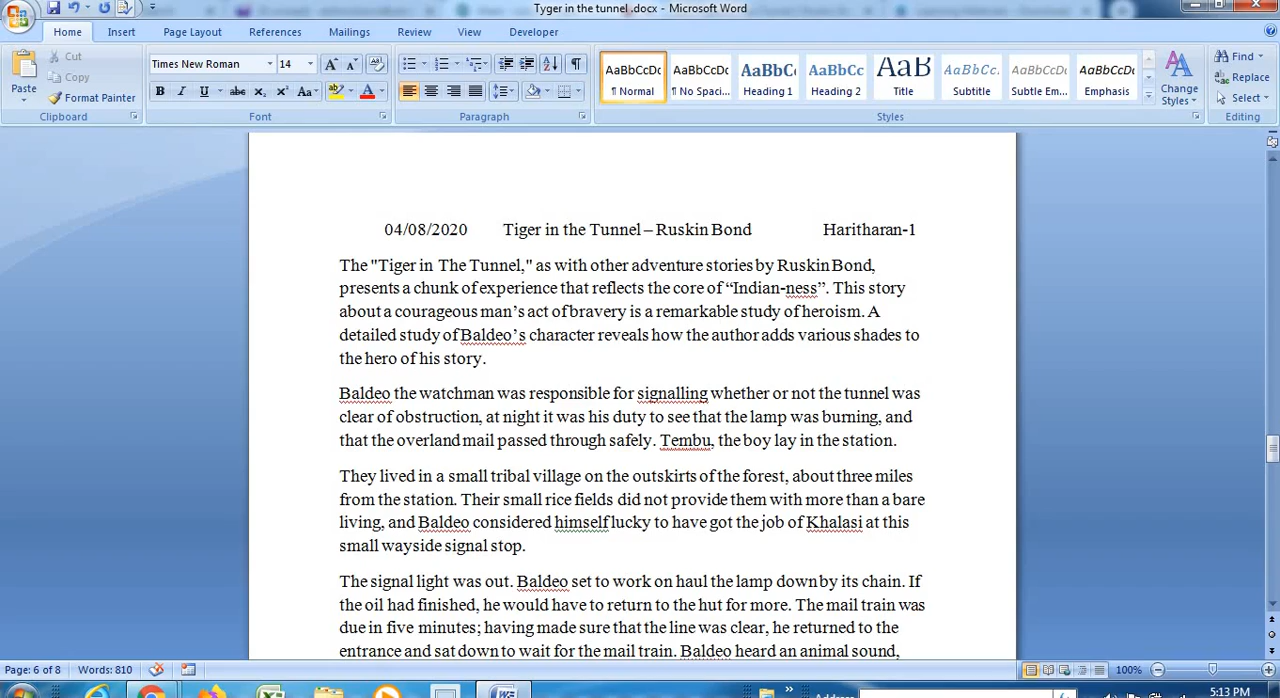 Tyger in the tunnel .docx - Microsoft Word
Home Insert Page Layout References Mailings Review View Developer
Cut
Copy
Format Painter
Paste
Clipboard
Times New Roman 14
Font
Paragraph
AaBbCcDc AaBbCcDc AaBbCc AaBbCc AaB AaBbCc. AaBbCcDc AaBbCcDc
¶ Normal ¶ No Spaci... Heading 1 Heading 2 Title Subtitle Subtle Em... Emphasis
Styles
Change Styles
Find
Replace
Select
Editing
04/08/2020 Tiger in the Tunnel – Ruskin Bond Haritharan-1
The "Tiger in The Tunnel," as with other adventure stories by Ruskin Bond,
presents a chunk of experience that reflects the core of “Indian-ness”. This story
about a courageous man’s act of bravery is a remarkable study of heroism. A
detailed study of Baldeo’s character reveals how the author adds various shades to
the hero of his story.
Baldeo the watchman was responsible for signalling whether or not the tunnel was
clear of obstruction, at night it was his duty to see that the lamp was burning, and
that the overland mail passed through safely. Tembu, the boy lay in the station.
They lived in a small tribal village on the outskirts of the forest, about three miles
from the station. Their small rice fields did not provide them with more than a bare
living, and Baldeo considered himself lucky to have got the job of Khalasi at this
small wayside signal stop.
The signal light was out. Baldeo set to work on haul the lamp down by its chain. If
the oil had finished, he would have to return to the hut for more. The mail train was
due in five minutes; having made sure that the line was clear, he returned to the
entrance and sat down to wait for the mail train. Baldeo heard an animal sound,
Page: 6 of 8 Words: 810 100%
5:13 PM